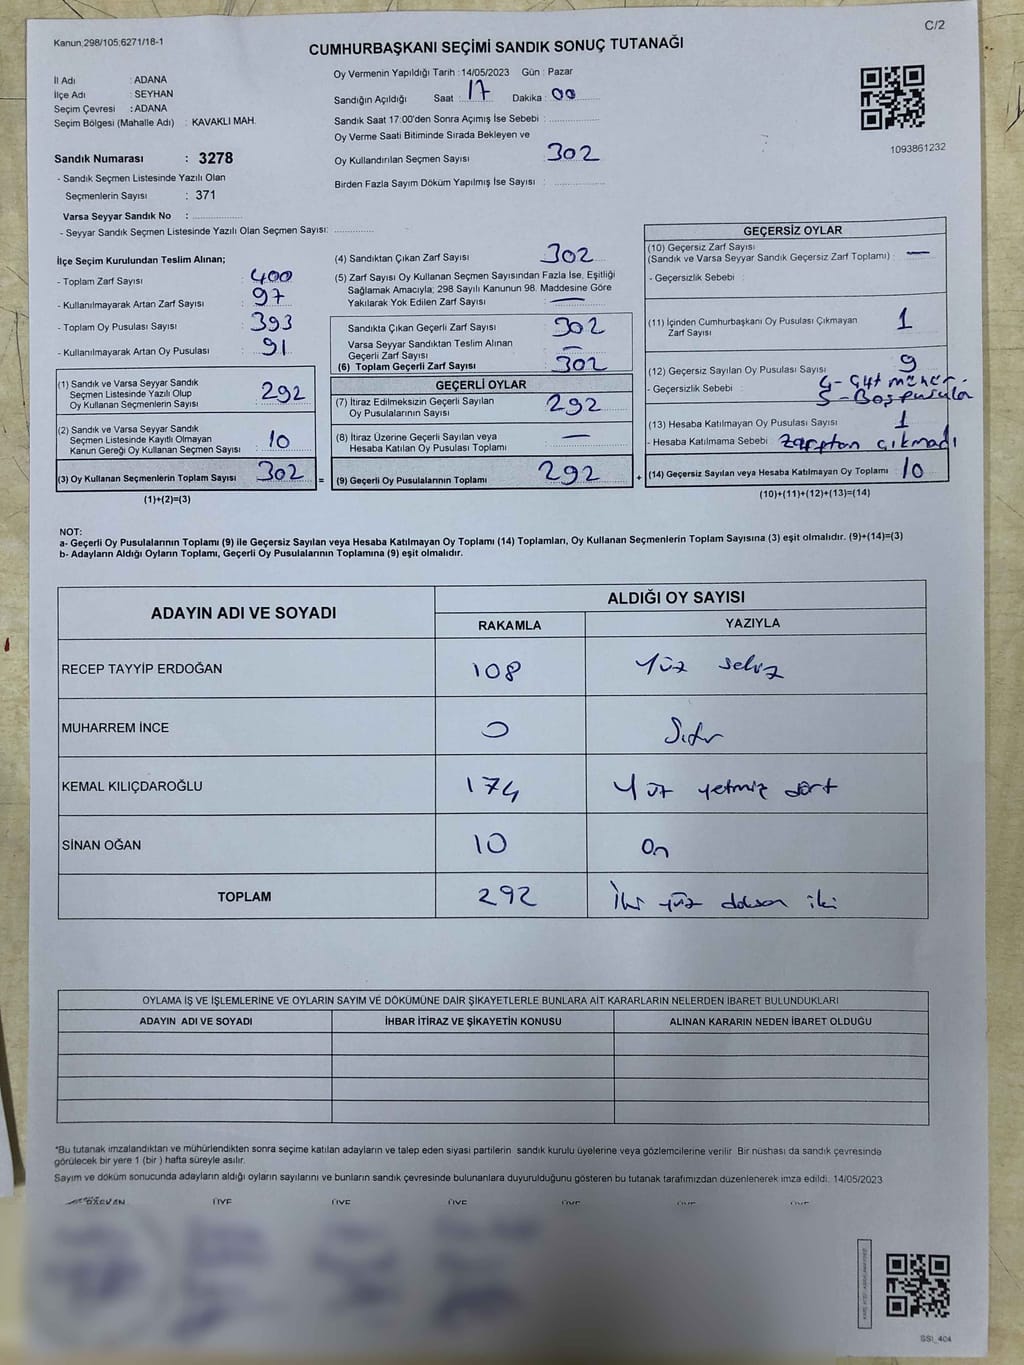 Kanun;298/105;6271/18-1
C/2
CUMHURBAŞKANI SEÇİMİ SANDIK SONUÇ TUTANAĞI
İl Adı : ADANA
İlçe Adı : SEYHAN
Seçim Çevresi : ADANA
Seçim Bölgesi (Mahalle Adı) : KAVAKLI MAH.
Sandık Numarası : 3278
- Sandık Seçmen Listesinde Yazılı Olan
Seçmenlerin Sayısı : 371
Varsa Seyyar Sandık No : ................
- Seyyar Sandık Seçmen Listesinde Yazılı Olan Seçmen Sayısı: ............
Oy Vermenin Yapıldığı Tarih : 14/05/2023 Gün : Pazar
Sandığın Açıldığı Saat : 17 Dakika : 00
Sandık Saat 17:00'den Sonra Açımış İse Sebebi : ................
Oy Verme Saati Bitiminde Sırada Bekleyen ve
Oy Kullandırılan Seçmen Sayısı : 302
Birden Fazla Sayım Döküm Yapılmış İse Sayısı : ................
1093861232
İlçe Seçim Kurulundan Teslim Alınan;
- Toplam Zarf Sayısı : 400
- Kullanılmayarak Artan Zarf Sayısı : 97
- Toplam Oy Pusulası Sayısı : 393
- Kullanılmayarak Artan Oy Pusulası : 91
(1) Sandık ve Varsa Seyyar Sandık
Seçmen Listesinde Yazılı Olup
Oy Kullanan Seçmenlerin Sayısı : 292
(2) Sandık ve Varsa Seyyar Sandık
Seçmen Listesinde Kayıtlı Olmayan
Kanun Gereği Oy Kullanan Seçmen Sayısı : 10
(3) Oy Kullanan Seçmenlerin Toplam Sayısı : 302
(1)+(2)=(3)
(4) Sandıktan Çıkan Zarf Sayısı : 302
(5) Zarf Sayısı Oy Kullanan Seçmen Sayısından Fazla İse, Eşitliği
Sağlamak Amacıyla; 298 Sayılı Kanunun 98. Maddesine Göre
Yakılarak Yok Edilen Zarf Sayısı : —
Sandıkta Çıkan Geçerli Zarf Sayısı : 302
Varsa Seyyar Sandıktan Teslim Alınan
Geçerli Zarf Sayısı : —
(6) Toplam Geçerli Zarf Sayısı : 302
GEÇERLİ OYLAR
(7) İtiraz Edilmeksizin Geçerli Sayılan
Oy Pusulalarının Sayısı : 292
(8) İtiraz Üzerine Geçerli Sayılan veya
Hesaba Katılan Oy Pusulası Toplamı : —
= (9) Geçerli Oy Pusulalarının Toplamı : 292 +
GEÇERSİZ OYLAR
(10) Geçersiz Zarf Sayısı
(Sandık ve Varsa Seyyar Sandık Geçersiz Zarf Toplamı) : —
- Geçersizlik Sebebi :
(11) İçinden Cumhurbaşkanı Oy Pusulası Çıkmayan
Zarf Sayısı : 1
(12) Geçersiz Sayılan Oy Pusulası Sayısı : 9
- Geçersizlik Sebebi : 4 - Çift mühür.
5 - Boş pusula
(13) Hesaba Katılmayan Oy Pusulası Sayısı : 1
- Hesaba Katılmama Sebebi : zarftan çıkmadı
(14) Geçersiz Sayılan veya Hesaba Katılmayan Oy Toplamı : 10
(10)+(11)+(12)+(13)=(14)
NOT:
a- Geçerli Oy Pusulalarının Toplamı (9) ile Geçersiz Sayılan veya Hesaba Katılmayan Oy Toplamı (14) Toplamları, Oy Kullanan Seçmenlerin Toplam Sayısına (3) eşit olmalıdır. (9)+(14)=(3)
b- Adayların Aldığı Oyların Toplamı, Geçerli Oy Pusulalarının Toplamına (9) eşit olmalıdır.
ADAYIN ADI VE SOYADI
ALDIĞI OY SAYISI
RAKAMLA YAZIYLA
RECEP TAYYİP ERDOĞAN 108 Yüz sekiz
MUHARREM İNCE 0 Sıfır
KEMAL KILIÇDAROĞLU 174 Yüz yetmiz dört
SİNAN OĞAN 10 On
TOPLAM 292 İki yüz doksan iki
OYLAMA İŞ VE İŞLEMLERİNE VE OYLARIN SAYIM VE DÖKÜMÜNE DAİR ŞİKAYETLERLE BUNLARA AİT KARARLARIN NELERDEN İBARET BULUNDUKLARI
ADAYIN ADI VE SOYADI İHBAR İTİRAZ VE ŞİKAYETİN KONUSU ALINAN KARARIN NEDEN İBARET OLDUĞU
*Bu tutanak imzalandıktan ve mühürlendikten sonra seçime katılan adayların ve talep eden siyasi partilerin sandık kurulu üyelerine veya gözlemcilerine verilir Bir nüshası da sandık çevresinde
görülecek bir yere 1 (bir ) hafta süreyle asılır.
Sayım ve döküm sonucunda adayların aldığı oyların sayılarını ve bunların sandık çevresinde bulunanlara duyurulduğunu gösteren bu tutanak tarafımızdan düzenlenerek imza edildi. 14/05/2023
ÜYE ÜYE ÜYE ÜYE ÜYE ÜYE
SSI_404